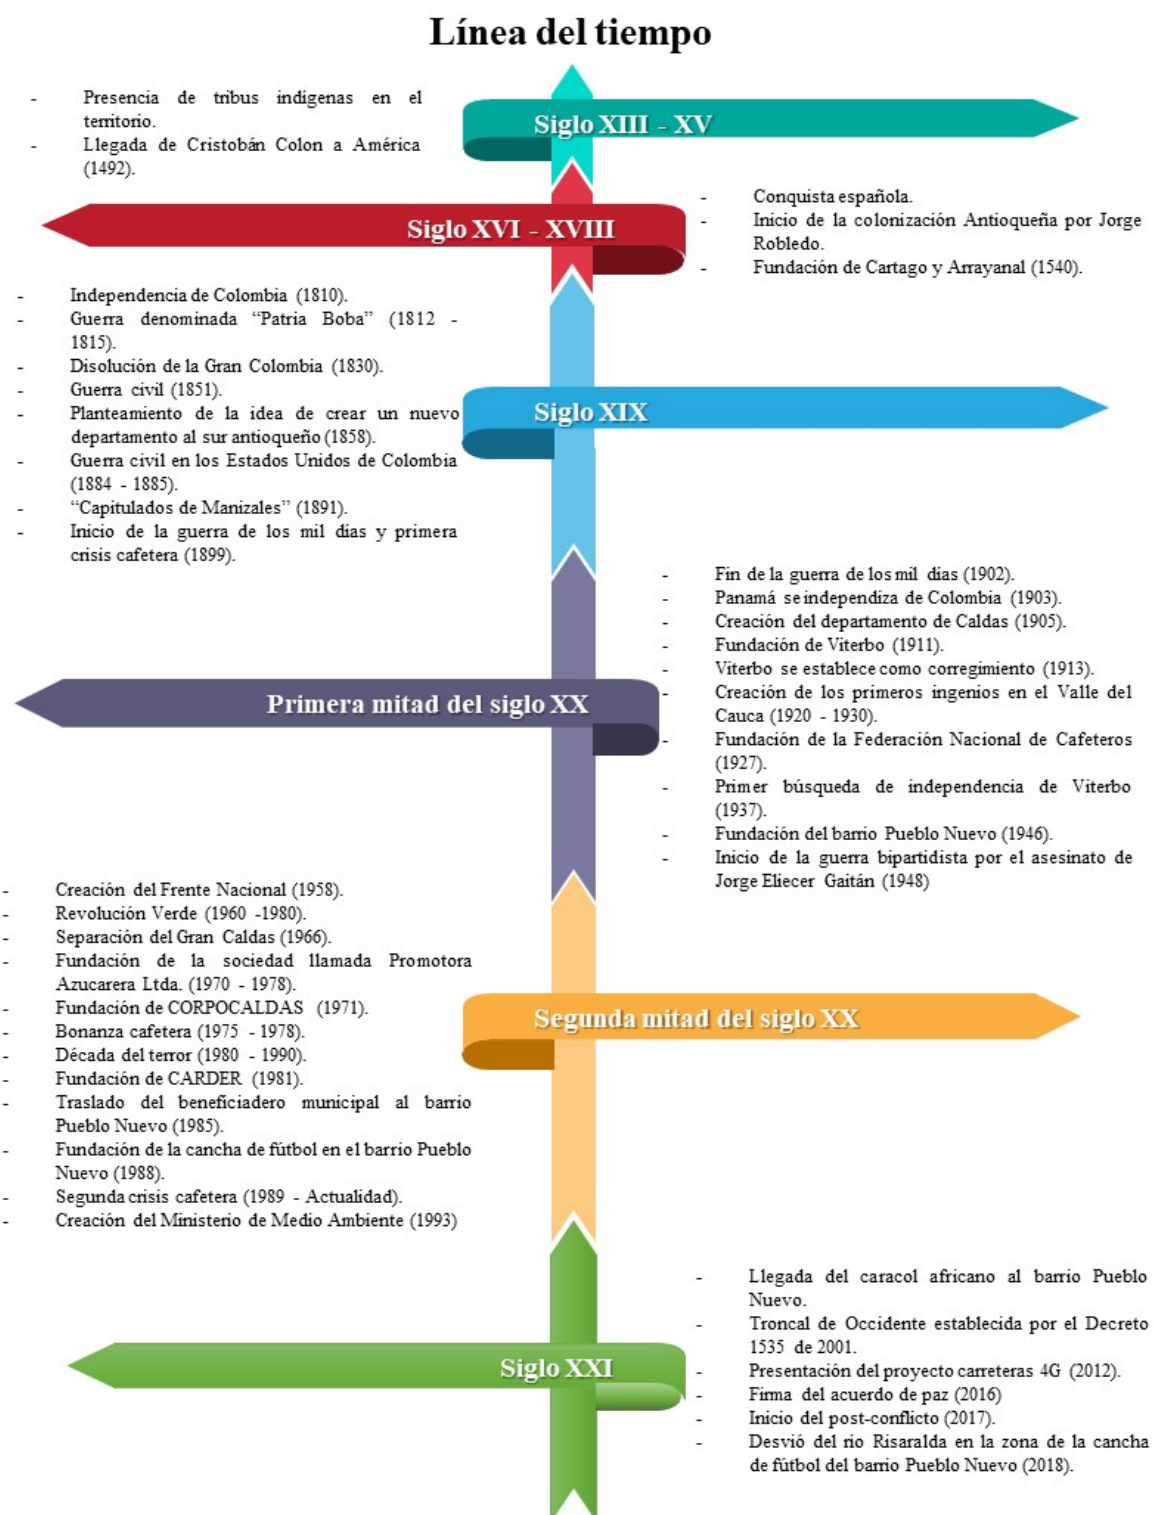 Línea del tiempo
- Presencia de tribus indígenas en el
territorio.
- Llegada de Cristobán Colon a América
(1492).
Siglo XIII - XV
Siglo XVI - XVIII
- Conquista española.
- Inicio de la colonización Antioqueña por Jorge
Robledo.
- Fundación de Cartago y Arrayanal (1540).
- Independencia de Colombia (1810).
- Guerra denominada “Patria Boba” (1812 -
1815).
- Disolución de la Gran Colombia (1830).
- Guerra civil (1851).
- Planteamiento de la idea de crear un nuevo
departamento al sur antioqueño (1858).
- Guerra civil en los Estados Unidos de Colombia
(1884 - 1885).
- “Capitulados de Manizales” (1891).
- Inicio de la guerra de los mil días y primera
crisis cafetera (1899).
Siglo XIX
Primera mitad del siglo XX
- Fin de la guerra de los mil días (1902).
- Panamá se independiza de Colombia (1903).
- Creación del departamento de Caldas (1905).
- Fundación de Viterbo (1911).
- Viterbo se establece como corregimiento (1913).
- Creación de los primeros ingenios en el Valle del
Cauca (1920 - 1930).
- Fundación de la Federación Nacional de Cafeteros
(1927).
- Primer búsqueda de independencia de Viterbo
(1937).
- Fundación del barrio Pueblo Nuevo (1946).
- Inicio de la guerra bipartidista por el asesinato de
Jorge Eliecer Gaitán (1948)
- Creación del Frente Nacional (1958).
- Revolución Verde (1960 -1980).
- Separación del Gran Caldas (1966).
- Fundación de la sociedad llamada Promotora
Azucarera Ltda. (1970 - 1978).
- Fundación de CORPOCALDAS (1971).
- Bonanza cafetera (1975 - 1978).
- Década del terror (1980 - 1990).
- Fundación de CARDER (1981).
- Traslado del beneficiadero municipal al barrio
Pueblo Nuevo (1985).
- Fundación de la cancha de fútbol en el barrio Pueblo
Nuevo (1988).
- Segunda crisis cafetera (1989 - Actualidad).
- Creación del Ministerio de Medio Ambiente (1993)
Segunda mitad del siglo XX
Siglo XXI
- Llegada del caracol africano al barrio Pueblo
Nuevo.
- Troncal de Occidente establecida por el Decreto
1535 de 2001.
- Presentación del proyecto carreteras 4G (2012).
- Firma del acuerdo de paz (2016)
- Inicio del post-conflicto (2017).
- Desvió del río Risaralda en la zona de la cancha
de fútbol del barrio Pueblo Nuevo (2018).